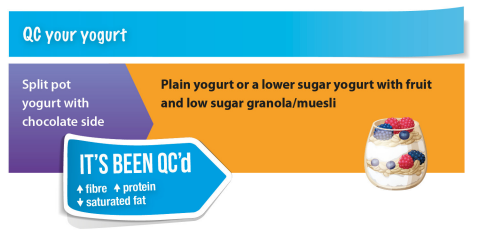 QC your yogurt
Split pot
yogurt with
chocolate side
Plain yogurt or a lower sugar yogurt with fruit
and low sugar granola/muesli
IT'S BEEN QC'd
↑ fibre ↑ protein
↓ saturated fat